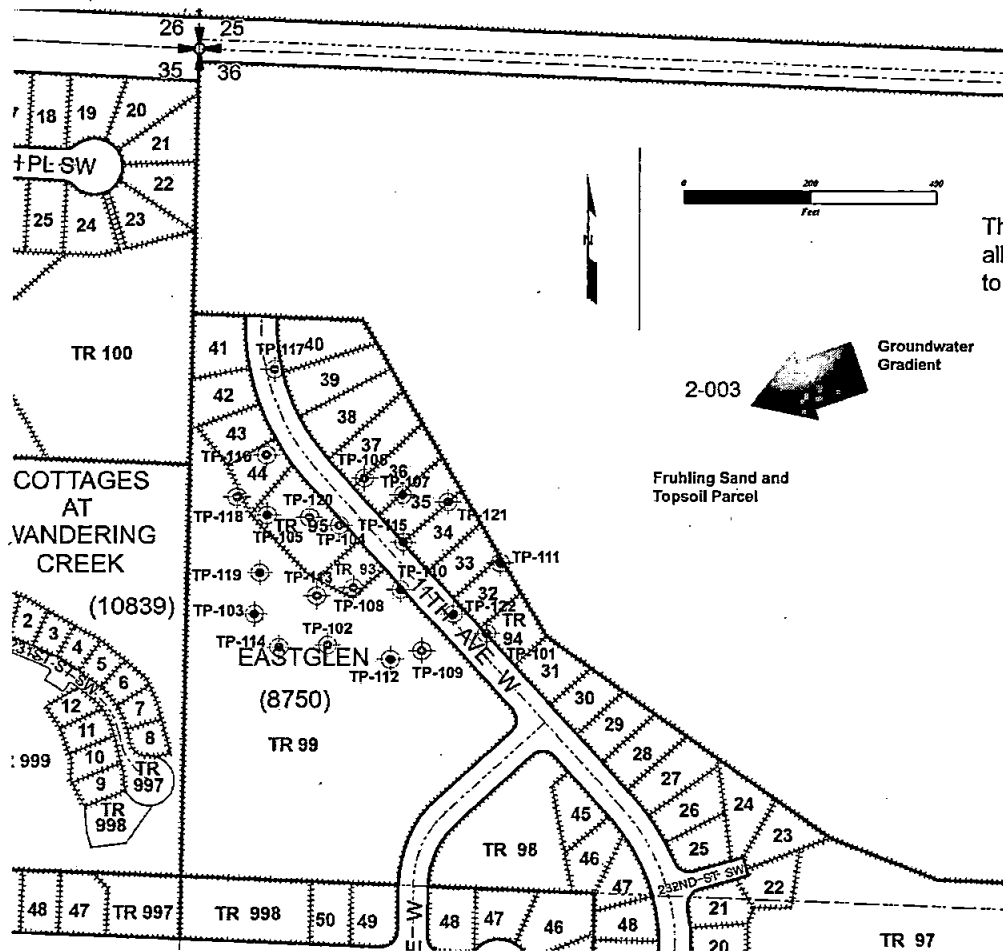 26 25
35 36
18 19 20
21
22
PL SW
25 24 23
0 200 400
Feet
N
Th
all
to
TR 100
Groundwater
Gradient
2-003
Fruhling Sand and
Topsoil Parcel
41
TP-117 40
42
39
38
43
37
TP-116
TP-106
44
36
TP-107
35
TP-118
TP-120
TP-121
TR 95
TP-105
TP-104
TP-115
34
COTTAGES
AT
WANDERING
CREEK
(10839)
TP-111
33
TP-119
TP-113
TR 93
TP-110
TP-103
TP-108
32
11TH AVE W
TP-122
TR
94
TP-114
TP-102
TP-101
EASTGLEN
(8750)
TP-112
TP-109
31
TR 99
30
29
28
27
26
25
24
23
2 3 4 5 6 7 8
231ST ST SW
12
11
10
9
TR
997
TR
998
999
45
46
47
TR 98
232ND ST SW
22
21
20
48 47 TR 997 TR 998 50 49
W
48 47 46 48
TR 97